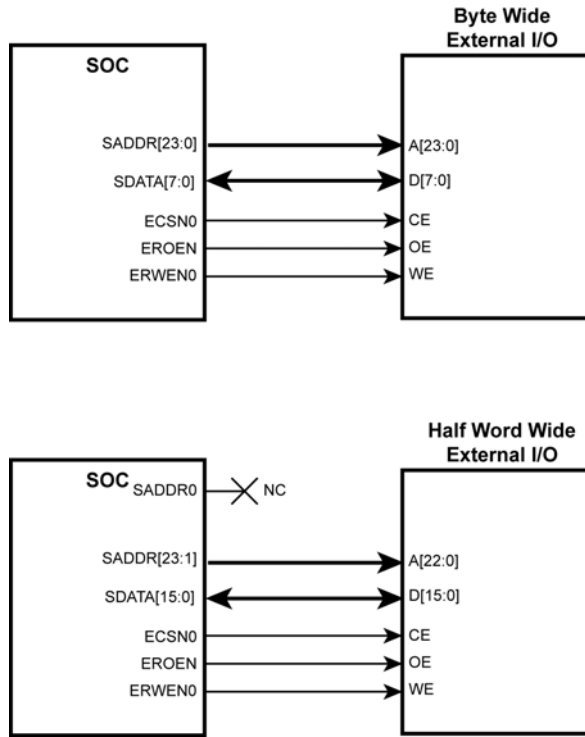 Byte Wide
External I/O
SOC
SADDR[23:0]
A[23:0]
SDATA[7:0]
D[7:0]
ECSN0
CE
EROEN
OE
ERWEN0
WE
Half Word Wide
External I/O
SOC
SADDR0
NC
SADDR[23:1]
A[22:0]
SDATA[15:0]
D[15:0]
ECSN0
CE
EROEN
OE
ERWEN0
WE